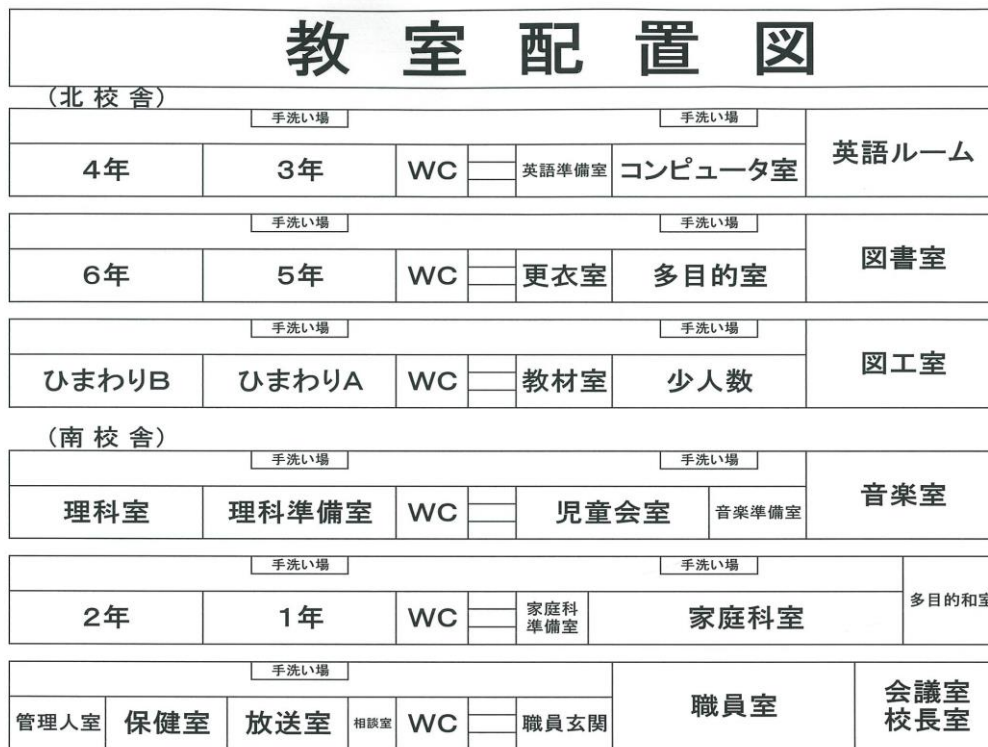 教室配置図
(北校舎)
手洗い場 手洗い場
4年 3年 WC 英語準備室 コンピュータ室 英語ルーム
手洗い場 手洗い場
6年 5年 WC 更衣室 多目的室 図書室
手洗い場 手洗い場
ひまわりB ひまわりA WC 教材室 少人数 図工室
(南校舎)
手洗い場 手洗い場
理科室 理科準備室 WC 児童会室 音楽準備室 音楽室
手洗い場 手洗い場
2年 1年 WC 家庭科 家庭科室 多目的和室
準備室
手洗い場
管理人室 保健室 放送室 相談室 WC 職員玄関 職員室 会議室
校長室